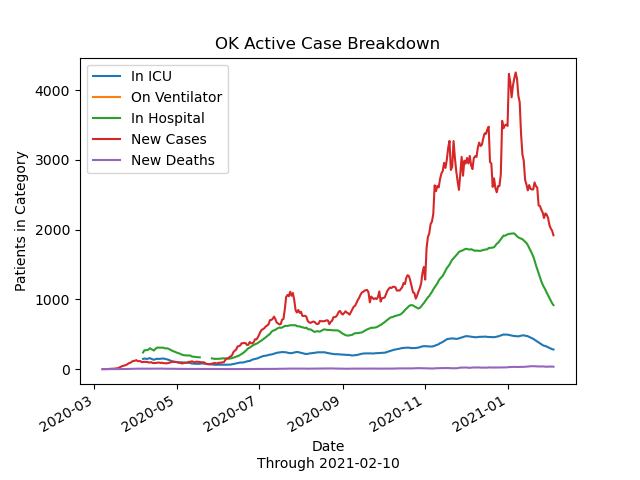 OK Active Case Breakdown
In ICU
On Ventilator
In Hospital
New Cases
New Deaths
Patients in Category
4000
3000
2000
1000
0
2020-03
2020-05
2020-07
2020-09
2020-11
2021-01
Date
Through 2021-02-10